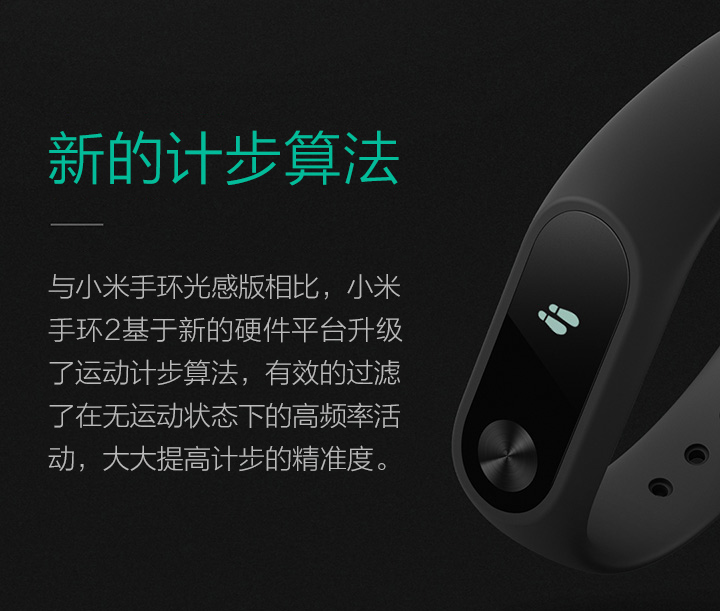 新的计步算法
与小米手环光感版相比，小米
手环2基于新的硬件平台升级
了运动计步算法，有效的过滤
了在无运动状态下的高频率活
动，大大提高计步的精准度。